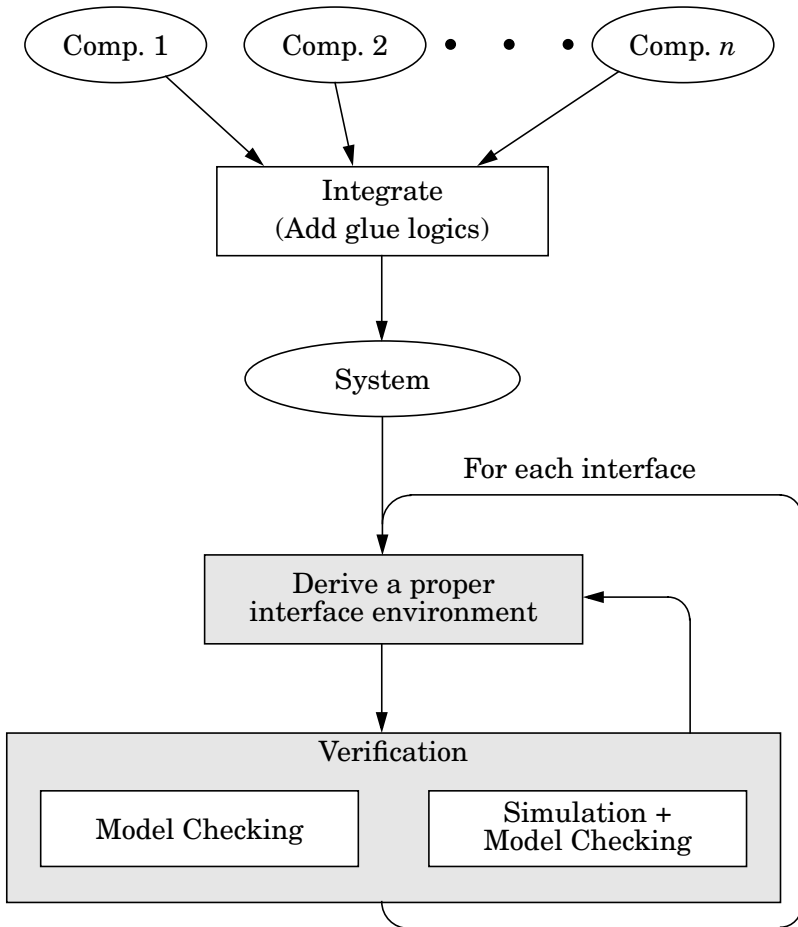 Comp. 1
Comp. 2
Comp. n
Integrate
(Add glue logics)
System
For each interface
Derive a proper
interface environment
Verification
Model Checking
Simulation +
Model Checking